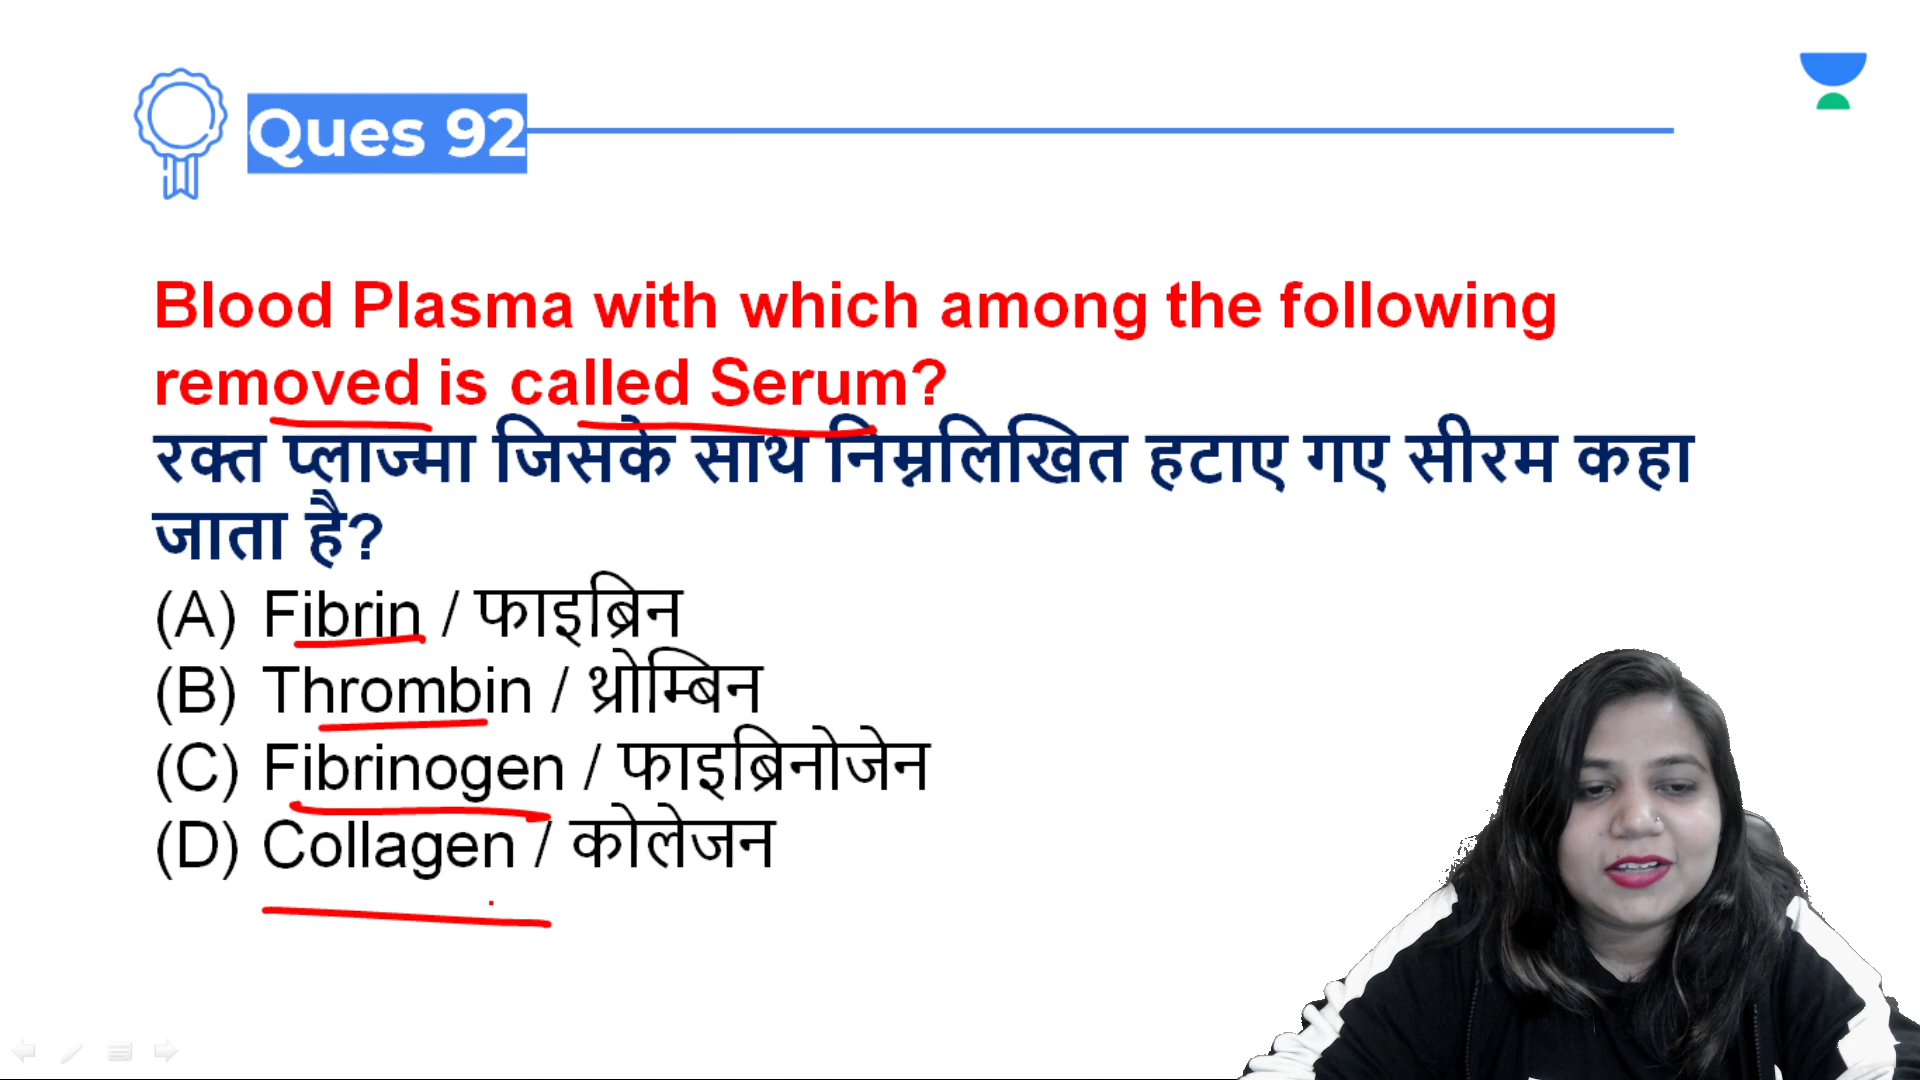 Ques 92
Blood Plasma with which among the following
removed is called Serum?
रक्त प्लाज्मा जिसके साथ निम्नलिखित हटाए गए सीरम कहा
जाता है?
(A) Fibrin / फाइब्रिन
(B) Thrombin / थ्रोम्बिन
(C) Fibrinogen / फाइब्रिनोजेन
(D) Collagen / कोलेजन